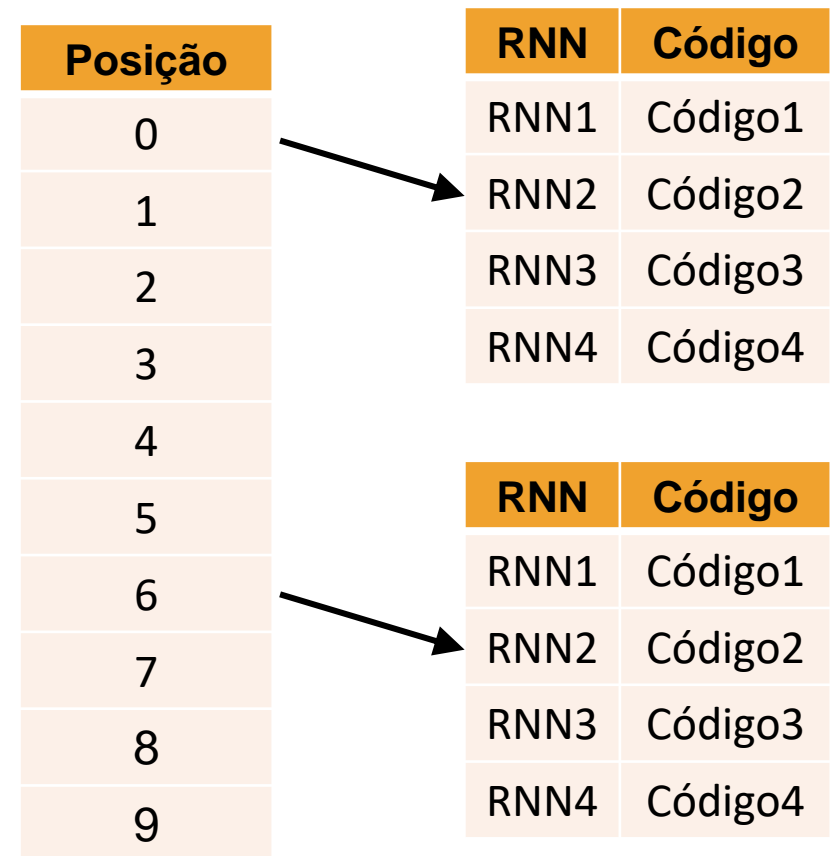 Posição
0
1
2
3
4
5
6
7
8
9
RNN Código
RNN1 Código1
RNN2 Código2
RNN3 Código3
RNN4 Código4
RNN Código
RNN1 Código1
RNN2 Código2
RNN3 Código3
RNN4 Código4